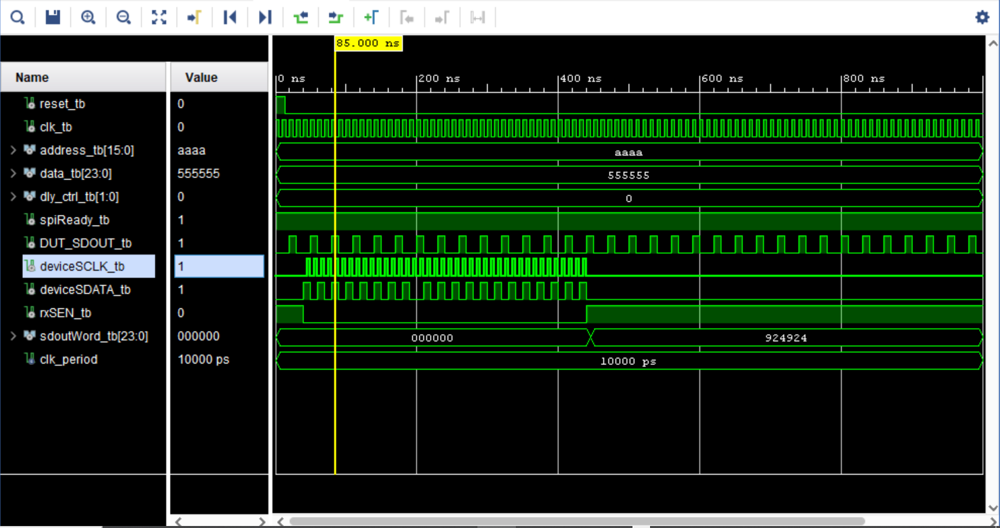 85.000 ns
Name Value
0 ns 200 ns 400 ns 600 ns 800 ns
reset_tb 0
clk_tb 0
address_tb[15:0] aaaa aaaa
data_tb[23:0] 555555 555555
dly_ctrl_tb[1:0] 0 0
spiReady_tb 1
DUT_SDOUT_tb 1
deviceSCLK_tb 1
deviceSDATA_tb 1
rxSEN_tb 0
sdoutWord_tb[23:0] 000000 000000 924924
clk_period 10000 ps 10000 ps